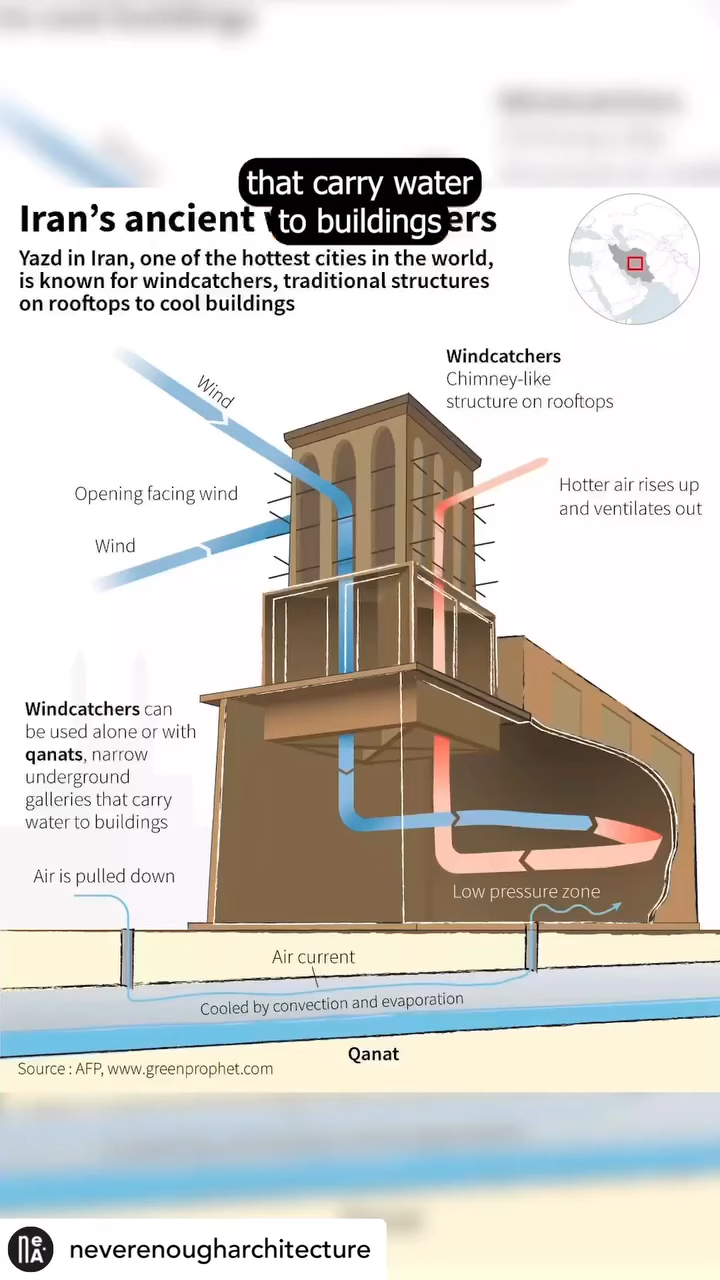 that carry water
to buildings
Iran's ancient ers
Yazd in Iran, one of the hottest cities in the world,
is known for windcatchers, traditional structures
on rooftops to cool buildings
Windcatchers
Chimney-like
structure on rooftops
Wind
Opening facing wind
Wind
Hotter air rises up
and ventilates out
Windcatchers can
be used alone or with
qanats, narrow
underground
galleries that carry
water to buildings
Air is pulled down
Low pressure zone
Air current
Cooled by convection and evaporation
Qanat
Source : AFP, www.greenprophet.com
neA
neverenougharchitecture